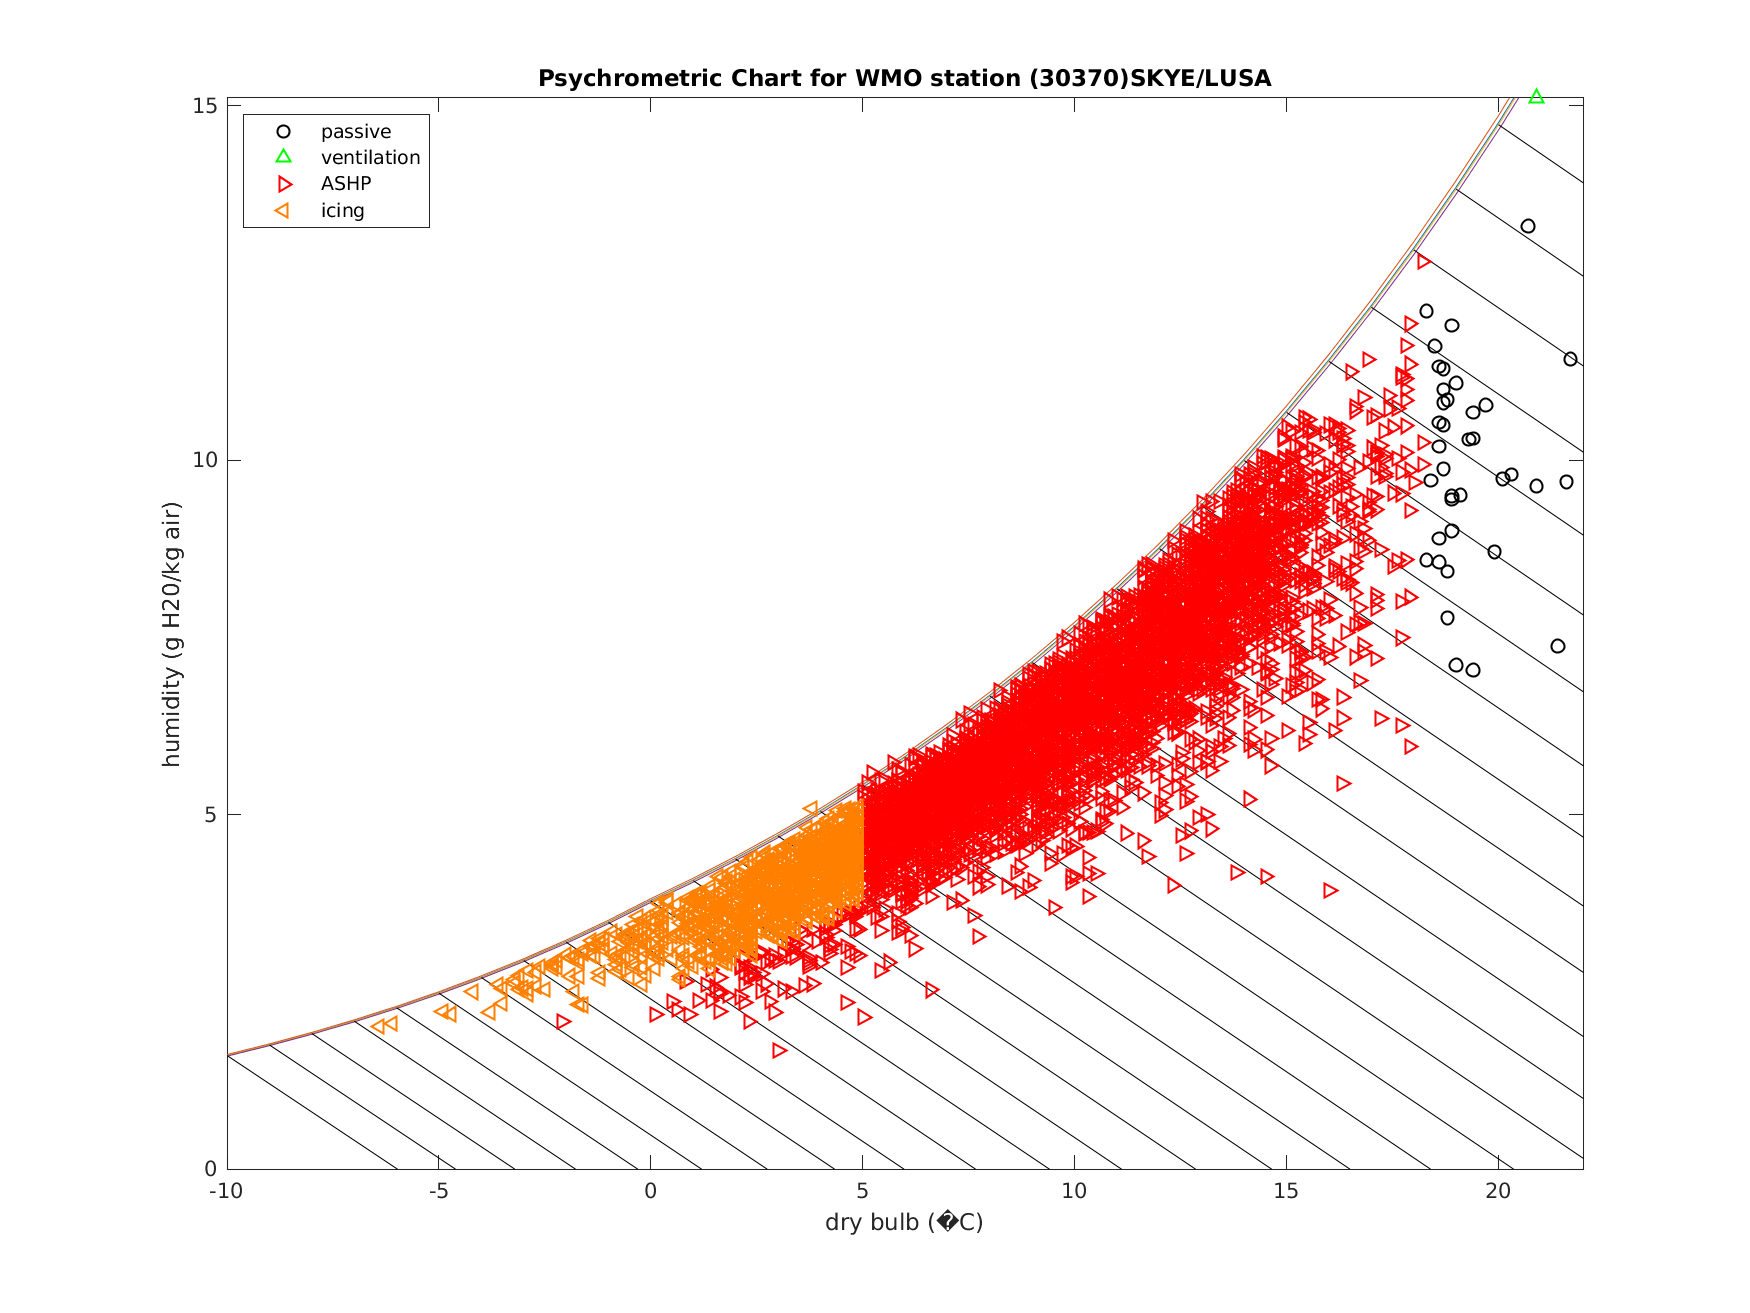 Psychrometric Chart for WMO station (30370)SKYE/LUSA
15
passive
ventilation
ASHP
icing
10
5
0
humidity (g H20/kg air)
-10 -5 0 5 10 15 20
dry bulb (�C)